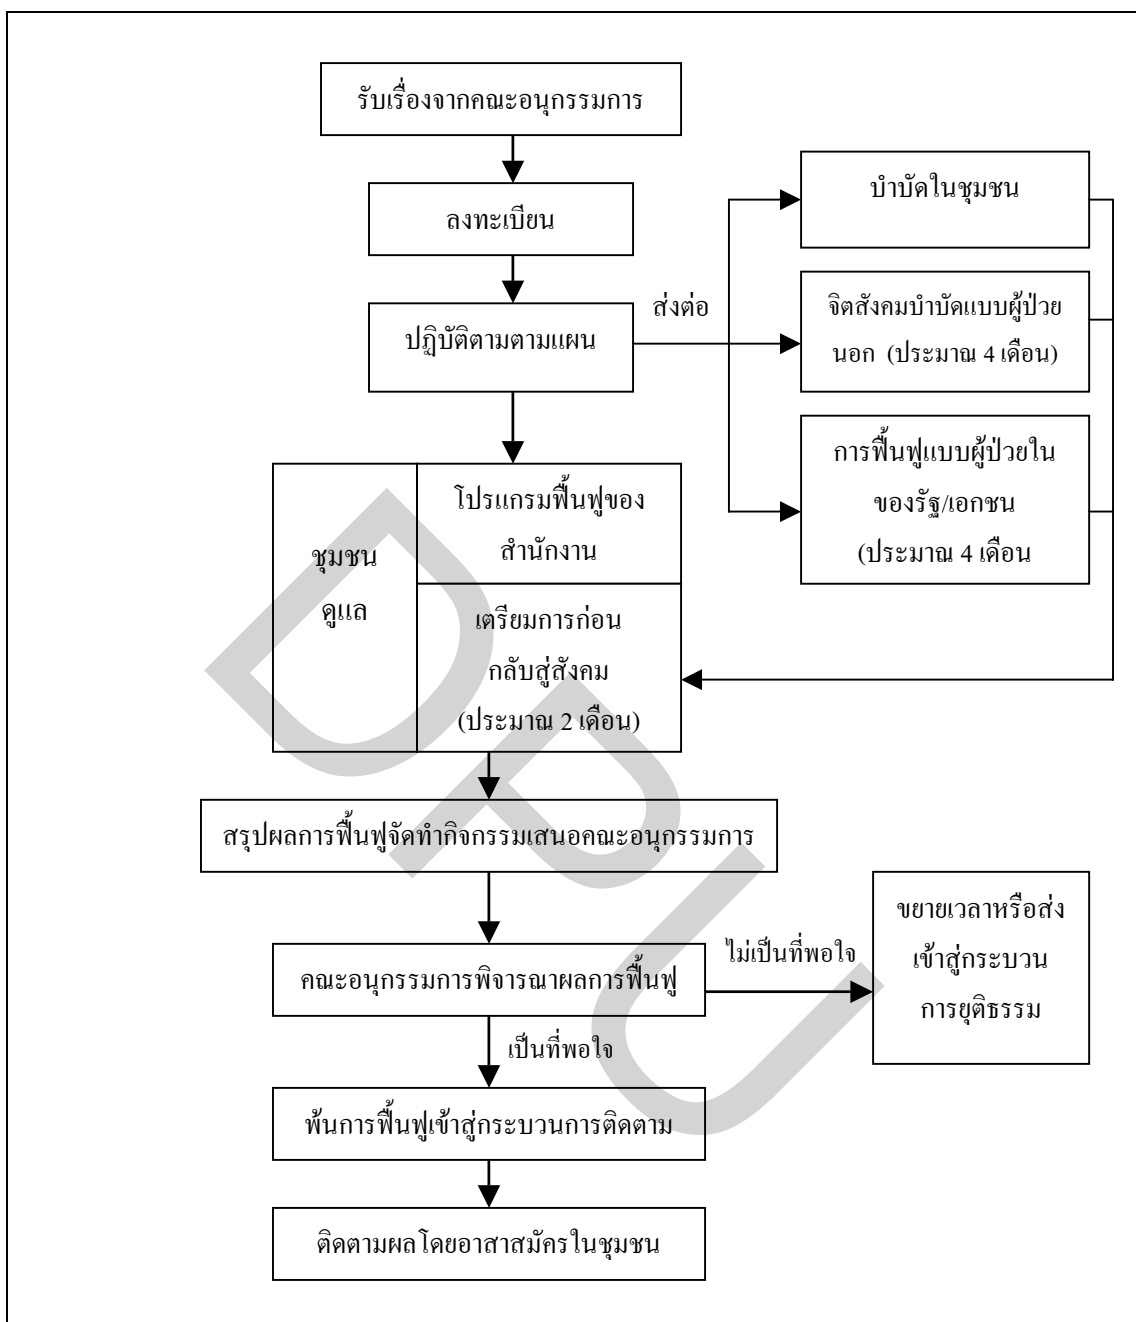 รับเรื่องจากคณะอนุกรรมการ
ลงทะเบียน
ปฏิบัติตามตามแผน
ส่งต่อ
บำบัดในชุมชน
จิตสังคมบำบัดแบบผู้ป่วย
นอก (ประมาณ 4 เดือน)
การฟื้นฟูแบบผู้ป่วยใน
ของรัฐ/เอกชน
(ประมาณ 4 เดือน
ชุมชน
ดูแล
โปรแกรมฟื้นฟูของ
สำนักงาน
เตรียมการก่อน
กลับสู่สังคม
(ประมาณ 2 เดือน)
สรุปผลการฟื้นฟูจัดทำกิจกรรมเสนอคณะอนุกรรมการ
คณะอนุกรรมการพิจารณาผลการฟื้นฟู
ไม่เป็นที่พอใจ
ขยายเวลาหรือส่ง
เข้าสู่กระบวน
การยุติธรรม
เป็นที่พอใจ
พ้นการฟื้นฟูเข้าสู่กระบวนการติดตาม
ติดตามผลโดยอาสาสมัครในชุมชน
DPU